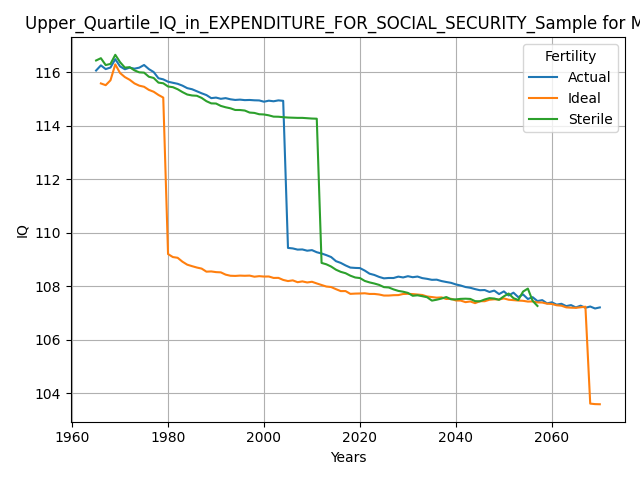 Upper_Quartile_IQ_in_EXPENDITURE_FOR_SOCIAL_SECURITY_Sample for M
Fertility
Actual
Ideal
Sterile
IQ
116
114
112
110
108
106
104
1960
1980
2000
2020
2040
2060
Years